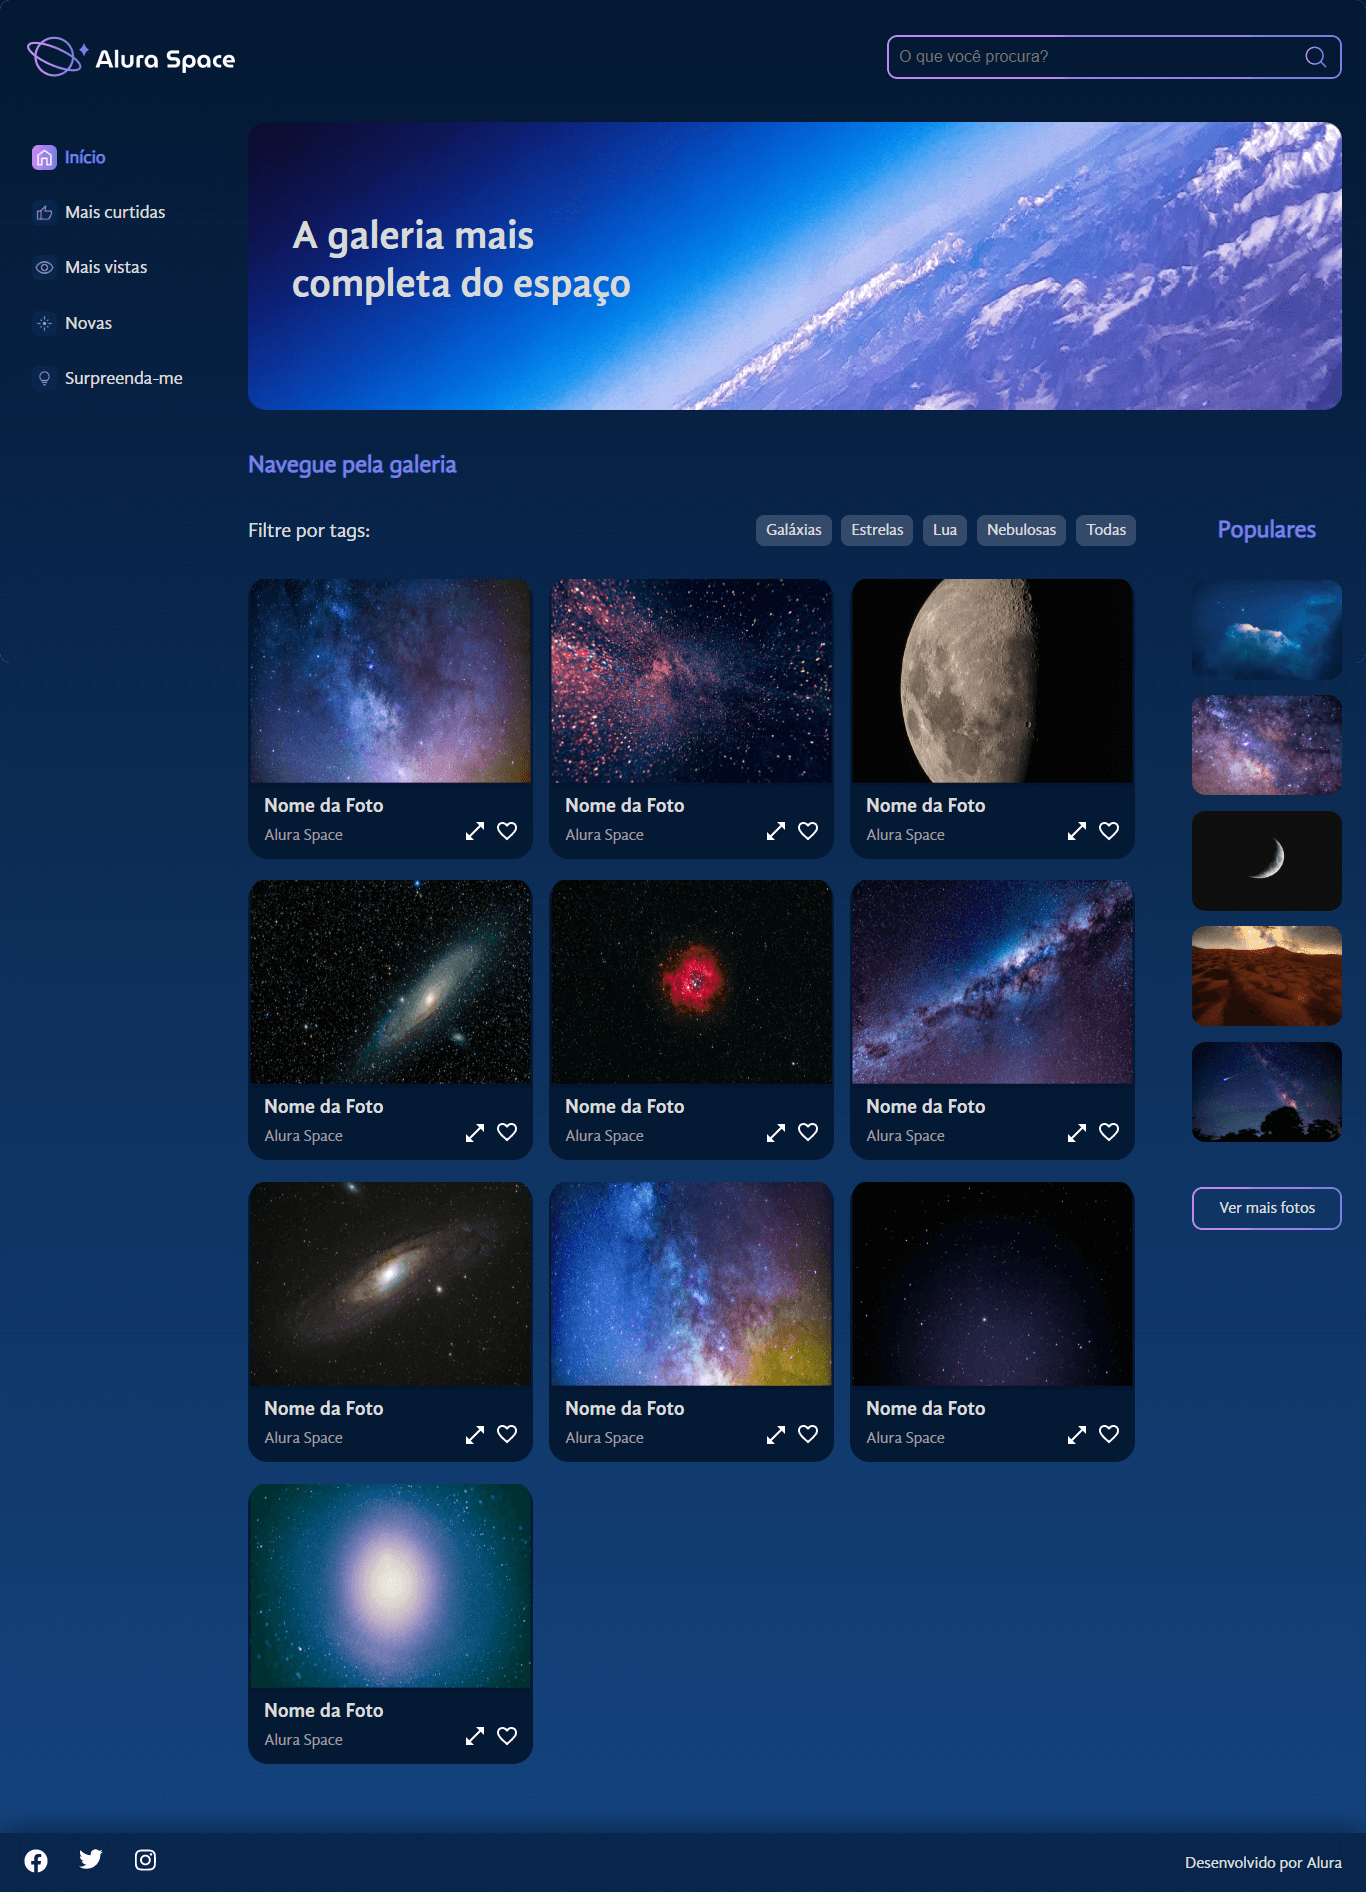 Alura Space
O que você procura?
Início
Mais curtidas
Mais vistas
Novas
Surpreenda-me
A galeria mais
completa do espaço
Navegue pela galeria
Filtre por tags:
Galáxias
Estrelas
Lua
Nebulosas
Todas
Populares
Nome da Foto
Alura Space
Nome da Foto
Alura Space
Nome da Foto
Alura Space
Nome da Foto
Alura Space
Nome da Foto
Alura Space
Nome da Foto
Alura Space
Nome da Foto
Alura Space
Nome da Foto
Alura Space
Nome da Foto
Alura Space
Nome da Foto
Alura Space
Ver mais fotos
Desenvolvido por Alura